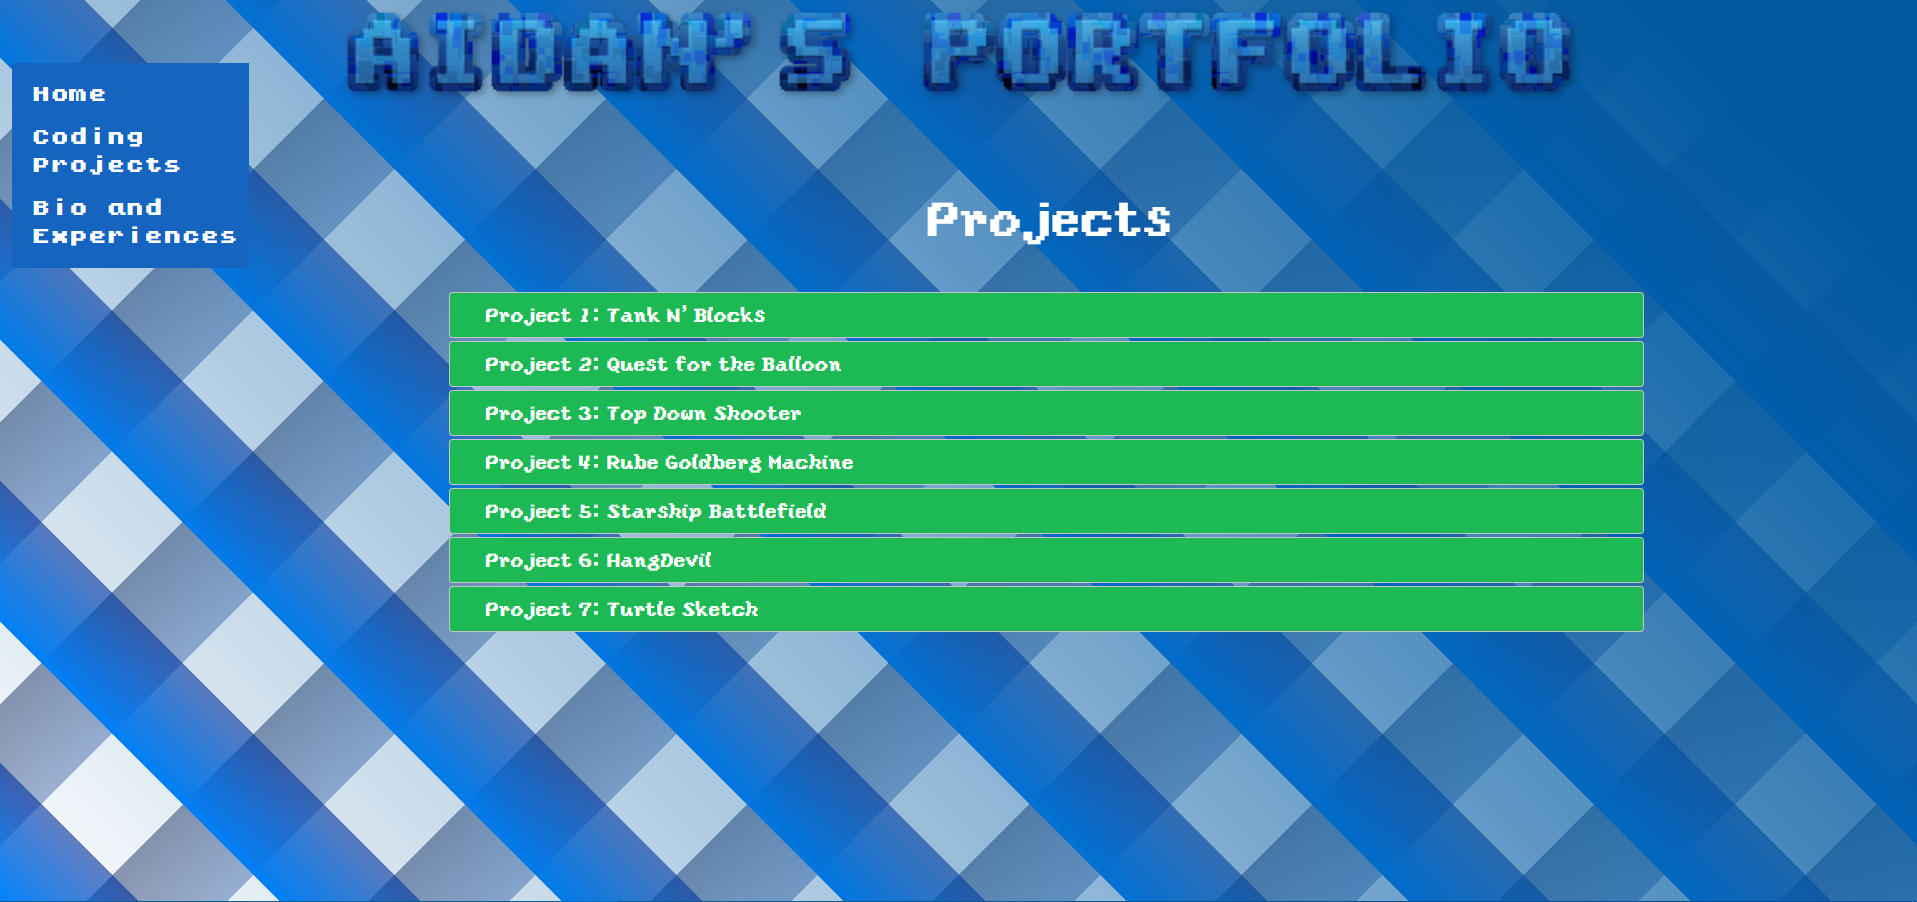 AIDAN'S PORTFOLIO
Home
Coding
Projects
Bio and
Experiences
Projects
Project 1: Tank N' Blocks
Project 2: Quest for the Balloon
Project 3: Top Down Shooter
Project 4: Rube Goldberg Machine
Project 5: Starship Battlefield
Project 6: HangDevil
Project 7: Turtle Sketch